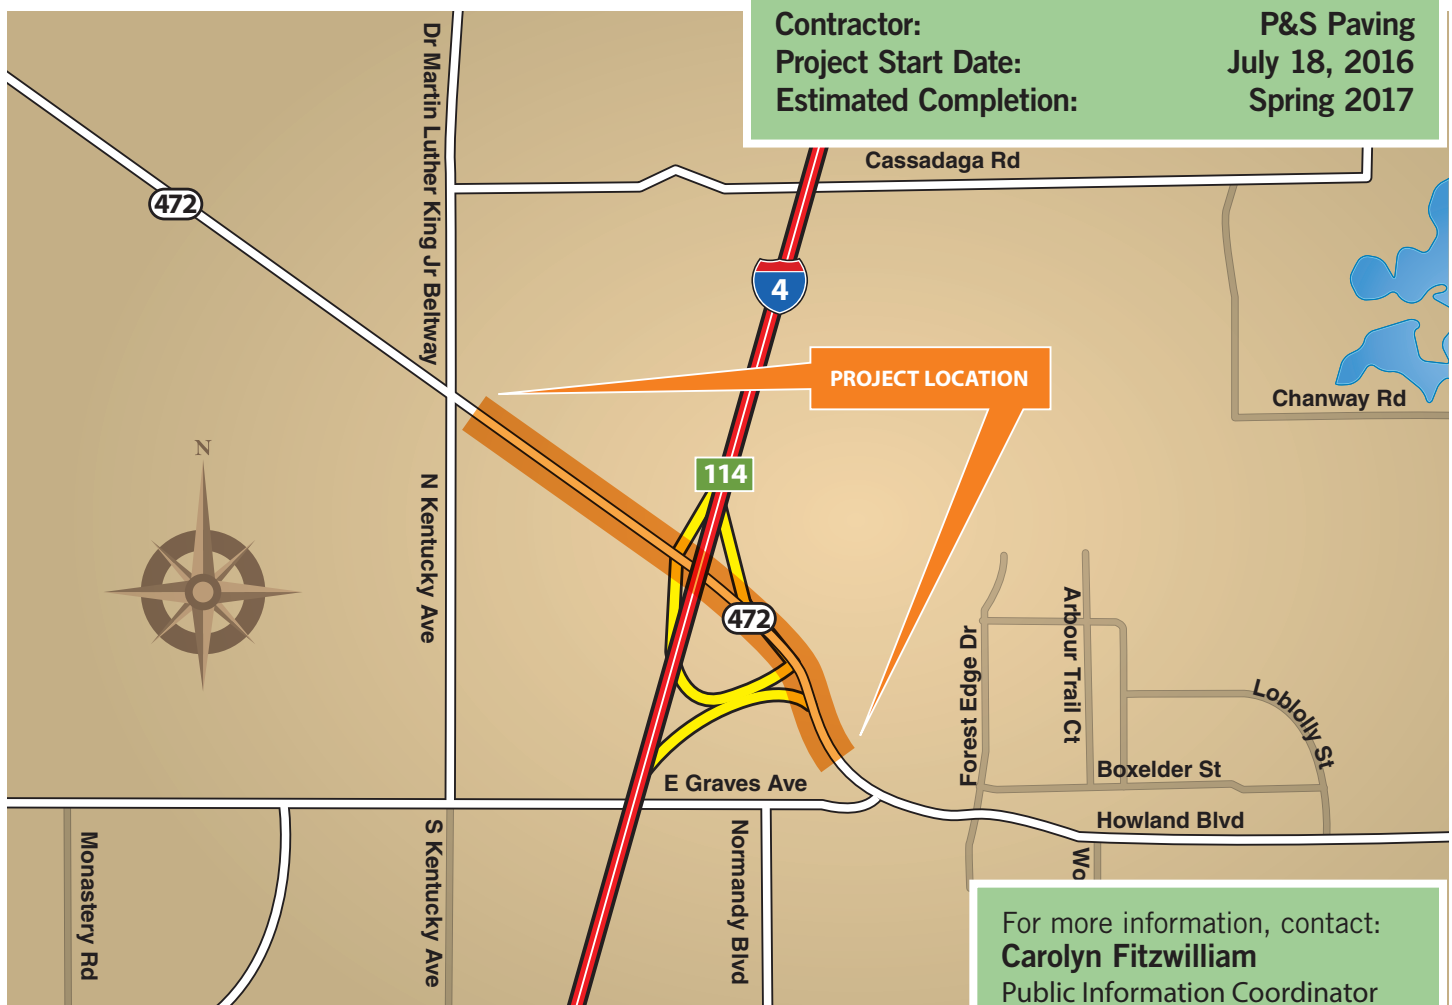 Contractor: P&S Paving
Project Start Date: July 18, 2016
Estimated Completion: Spring 2017
Cassadaga Rd
Dr Martin Luther King Jr Beltway
472
4
PROJECT LOCATION
Chanway Rd
N
114
N Kentucky Ave
472
Forest Edge Dr
Arbour Trail Ct
Loblolly St
Boxelder St
E Graves Ave
Howland Blvd
Monastery Rd
S Kentucky Ave
Normandy Blvd
Wo
For more information, contact:
Carolyn Fitzwilliam
Public Information Coordinator